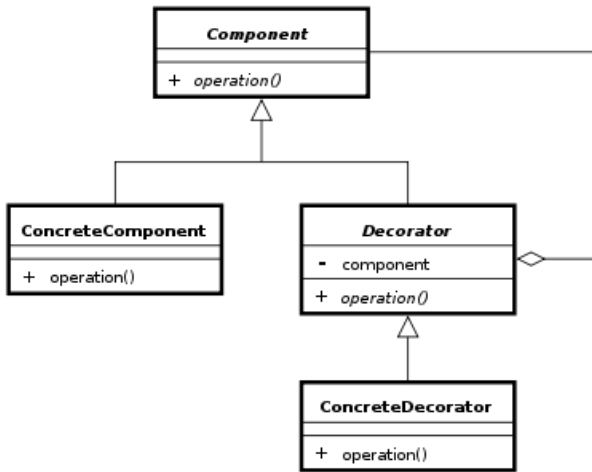 Component
+ operation()
ConcreteComponent
+ operation()
Decorator
- component
+ operation()
ConcreteDecorator
+ operation()